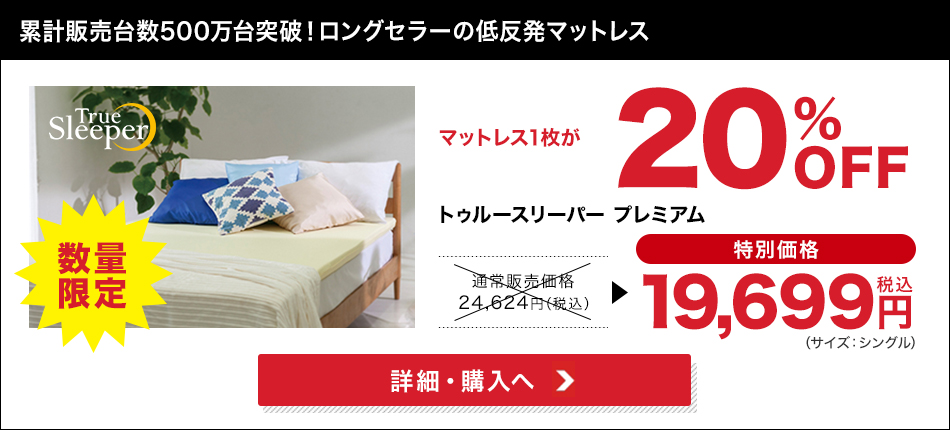 累計販売台数500万台突破！ロングセラーの低反発マットレス
True
Sleeper
数量
限定
マットレス1枚が
20%
OFF
トゥルースリーパー プレミアム
通常販売価格
24,624円(税込)
特別価格
19,699円
税込
(サイズ：シングル)
詳細・購入へ